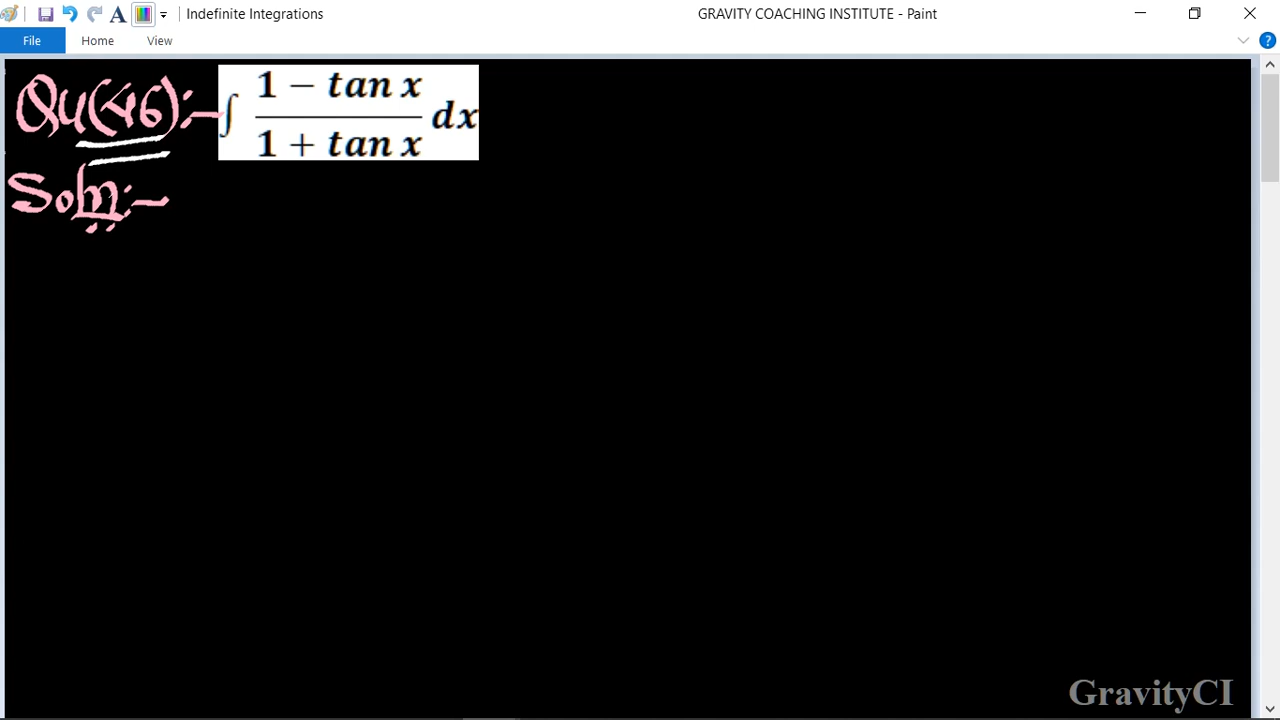 Indefinite Integrations
GRAVITY COACHING INSTITUTE - Paint
File Home View
Qu(46):- ∫ (1 − tan x)/(1 + tan x) dx
Soln:-
GravityCI